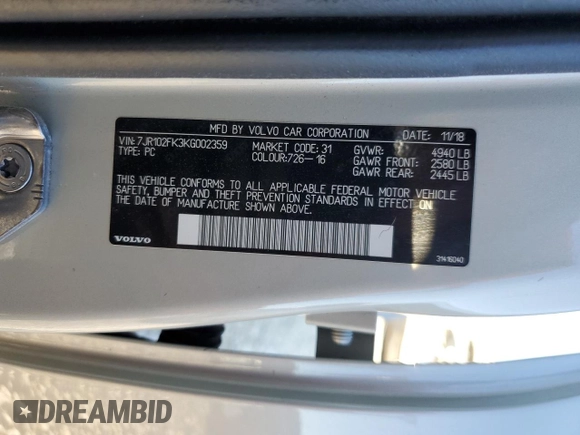 MFD BY VOLVO CAR CORPORATION 11/18
VIN: 7JR102FK3KG002359 MARKET CODE: 31 GVWR: 4940 LB
TYPE: PC COLOUR:726-16 GAWR FRONT: 2580 LB
GAWR REAR: 2445 LB
THIS VEHICLE CONFORMS TO ALL APPLICABLE FEDERAL MOTOR VEHICLE
SAFETY, BUMPER AND THEFT PREVENTION STANDARDS IN EFFECT ON
THE DATE OF MANUFACTURE SHOWN ABOVE.
VOLVO
31416040
DREAMBID